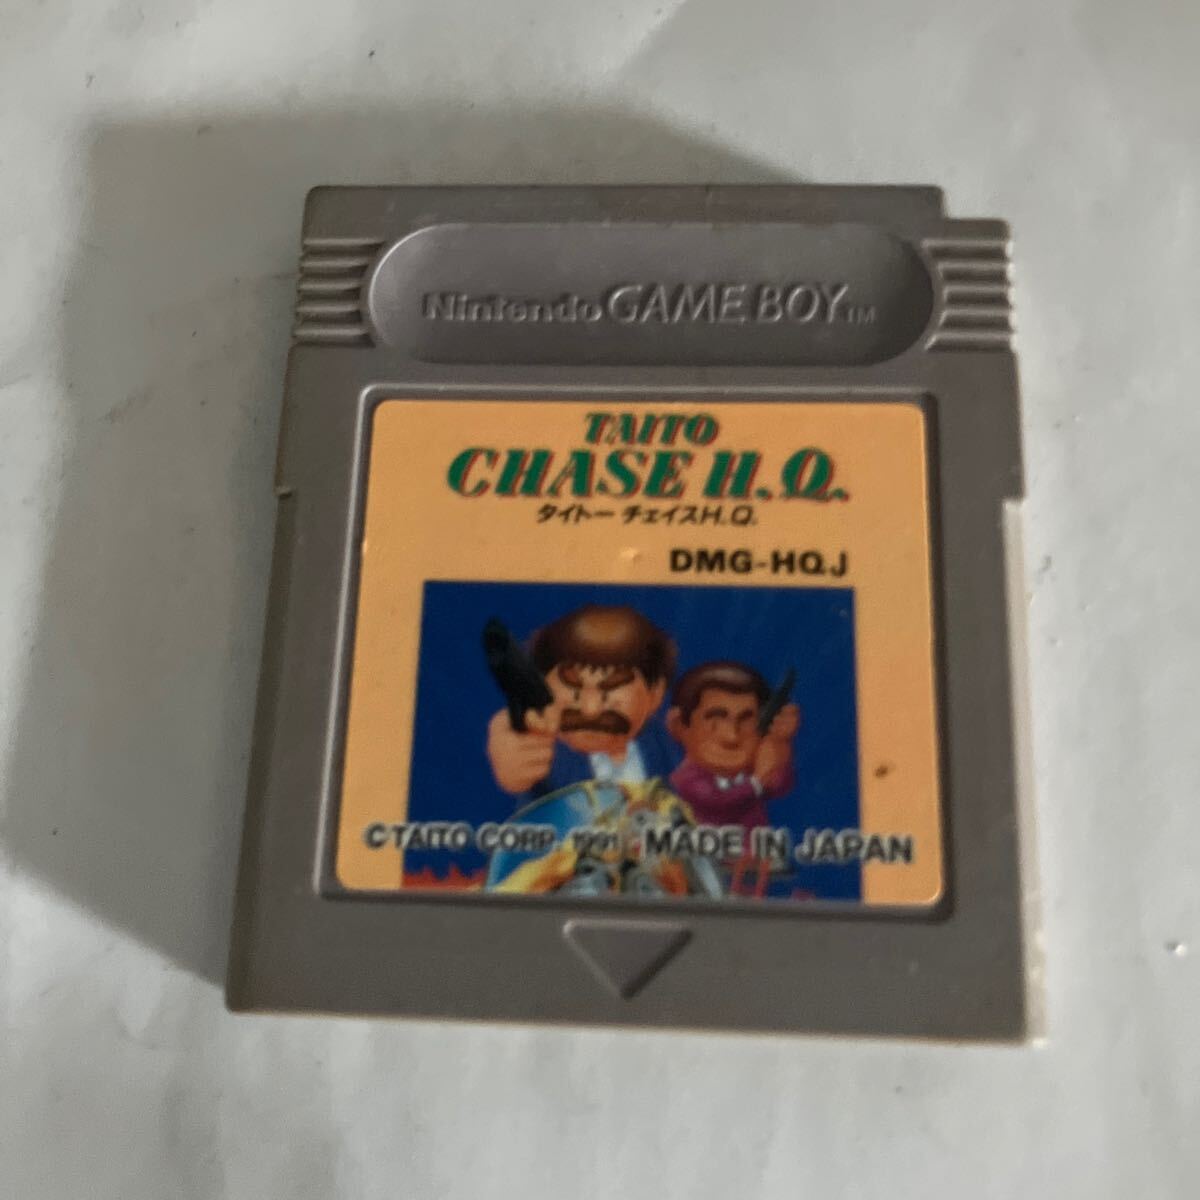 Nintendo GAME BOY TM
TAITO
CHASE H.Q.
タイトー チェイスH.Q.
DMG-HQJ
© TAITO CORP. 1991 MADE IN JAPAN